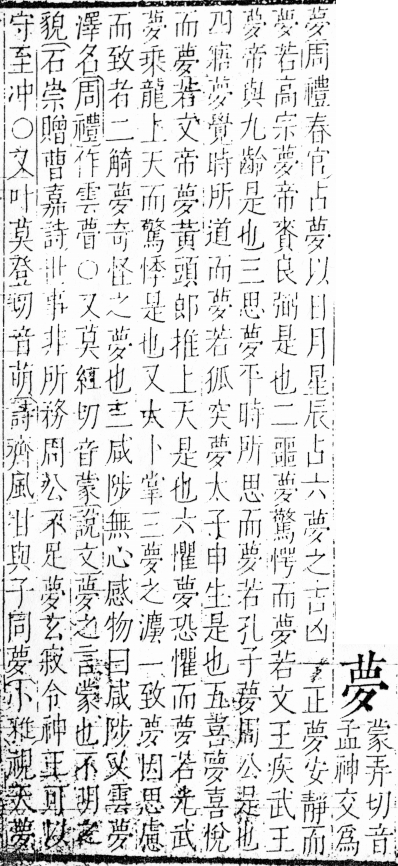 夢
蒙弄切音
孟神交為
夢周禮春官占夢以日月星辰占六夢之吉凶一正夢安靜而
夢若高宗夢帝賚良弼是也二噩夢驚愕而夢若文王疾武王
夢帝與九齡是也三思夢平時所思而夢若孔子夢周公是也
四寤夢覺時所道而夢若狐突夢太子申生是也五喜夢喜悅
而夢若文帝夢黃頭郎推上天是也六懼夢恐懼而夢若光武
夢乘龍上天而驚悸是也又太卜掌三夢之灋一致夢因思慮
而致者二觭夢奇怪之夢也三咸陟無心感物曰咸陟又雲夢
澤名周禮作雲瞢○又莫紅切音蒙說文夢之言蒙也不明之
貌石崇贈曹嘉詩世事非所務周公不足夢玄寂令神王可以
守至冲○又叶莫登切音萌詩齊風甘與子同夢小雅視天夢